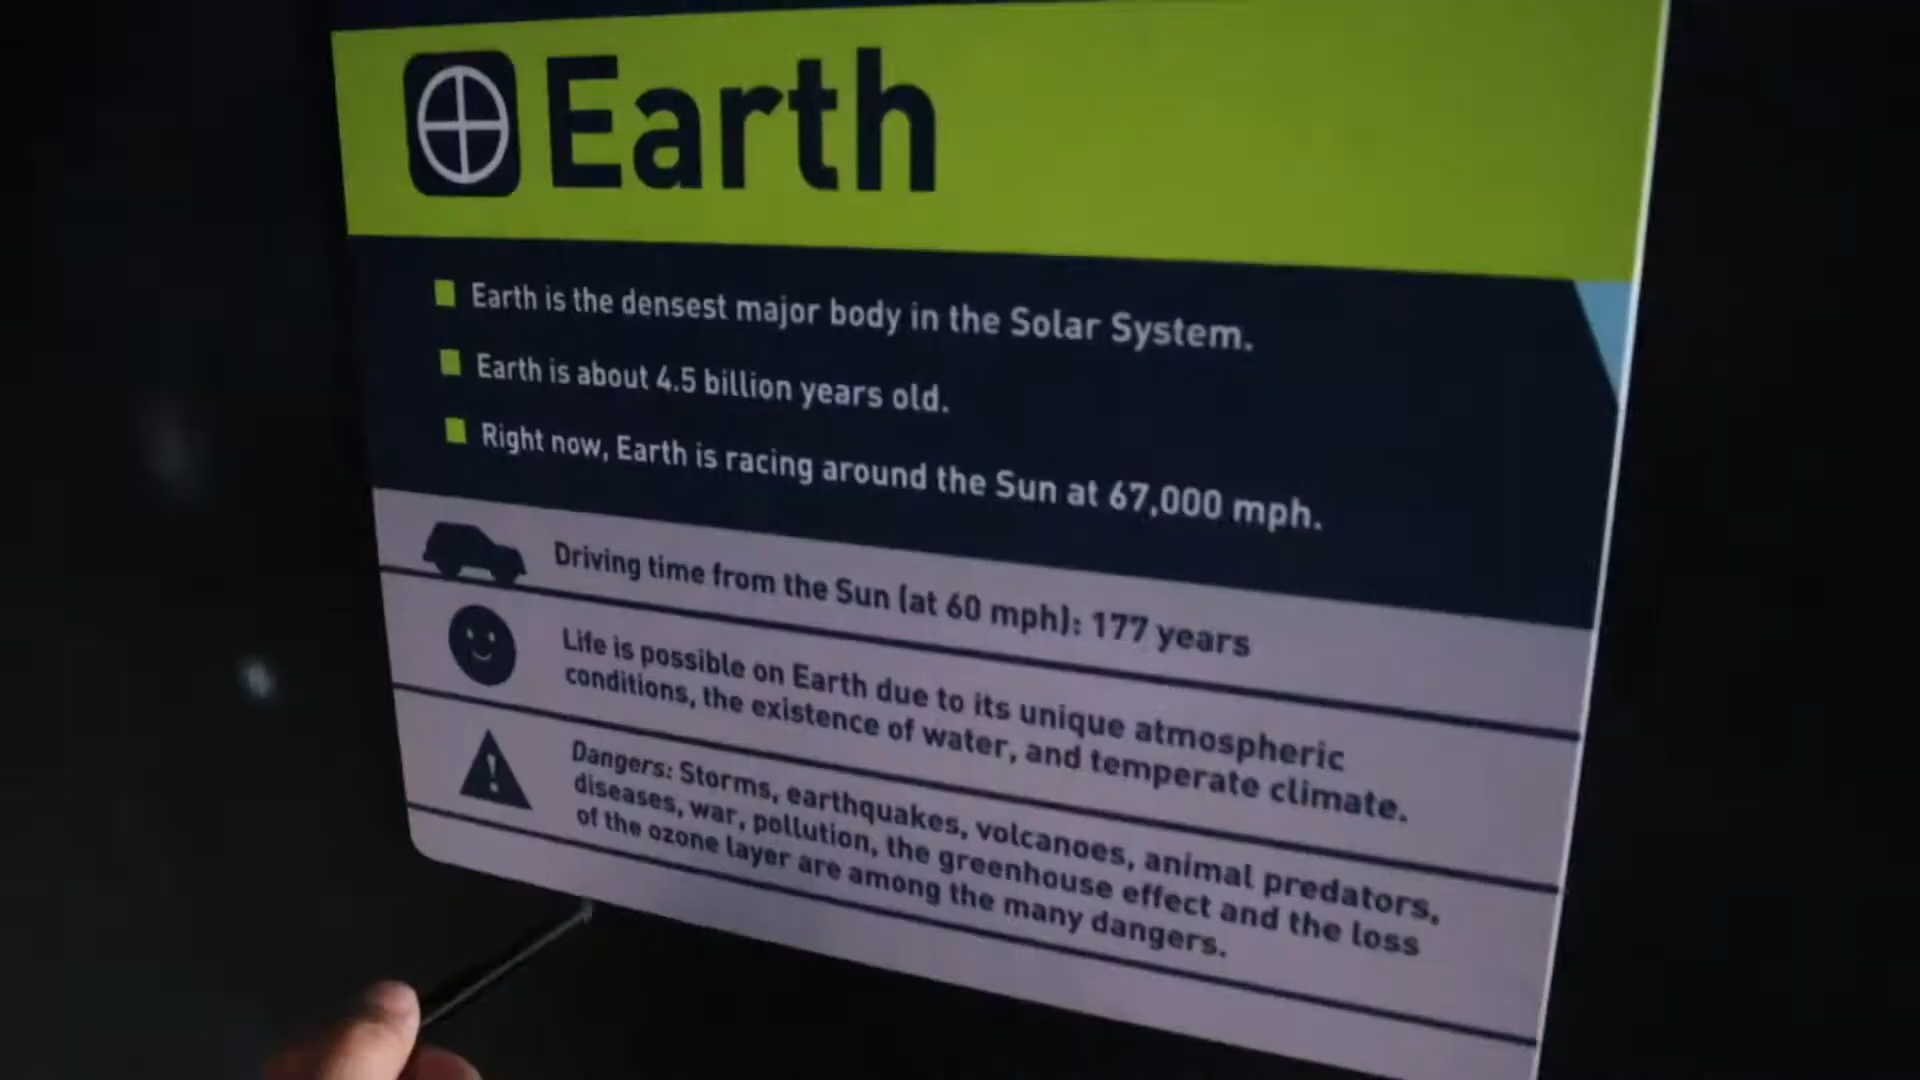 Earth
Earth is the densest major body in the Solar System.
Earth is about 4.5 billion years old.
Right now, Earth is racing around the Sun at 67,000 mph.
Driving time from the Sun (at 60 mph): 177 years
Life is possible on Earth due to its unique atmospheric
conditions, the existence of water, and temperate climate.
Dangers: Storms, earthquakes, volcanoes, animal predators,
diseases, war, pollution, the greenhouse effect and the loss
of the ozone layer are among the many dangers.